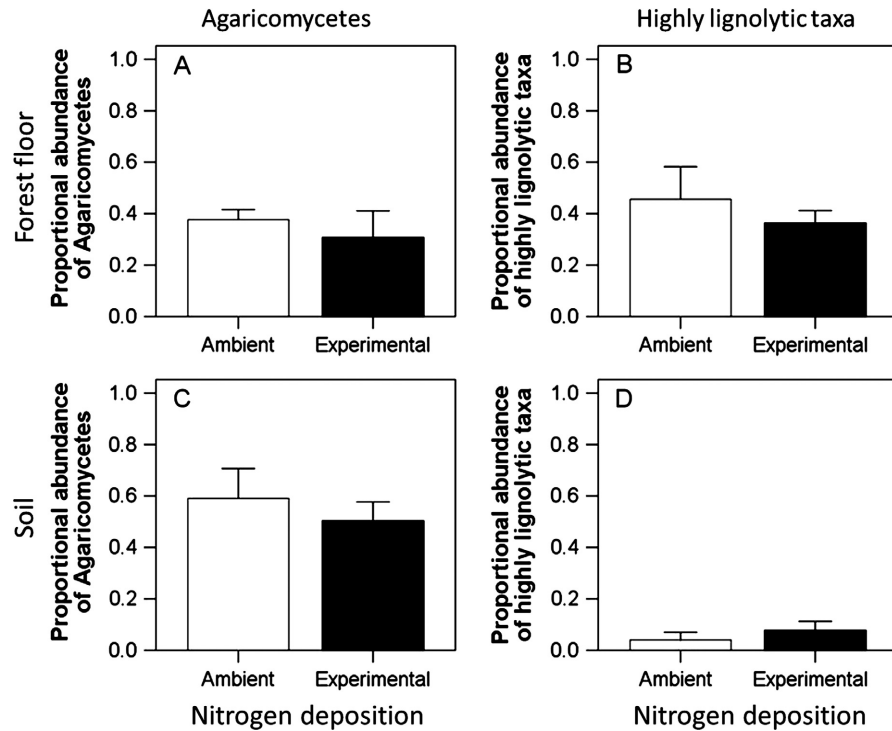 Agaricomycetes
Highly lignolytic taxa
Forest floor
Proportional abundance
of Agaricomycetes
A
1.0
0.8
0.6
0.4
0.2
0.0
Ambient Experimental
Proportional abundance
of highly lignolytic taxa
B
1.0
0.8
0.6
0.4
0.2
0.0
Ambient Experimental
Soil
Proportional abundance
of Agaricomycetes
C
1.0
0.8
0.6
0.4
0.2
0.0
Ambient Experimental
Nitrogen deposition
Proportional abundance
of highly lignolytic taxa
D
1.0
0.8
0.6
0.4
0.2
0.0
Ambient Experimental
Nitrogen deposition